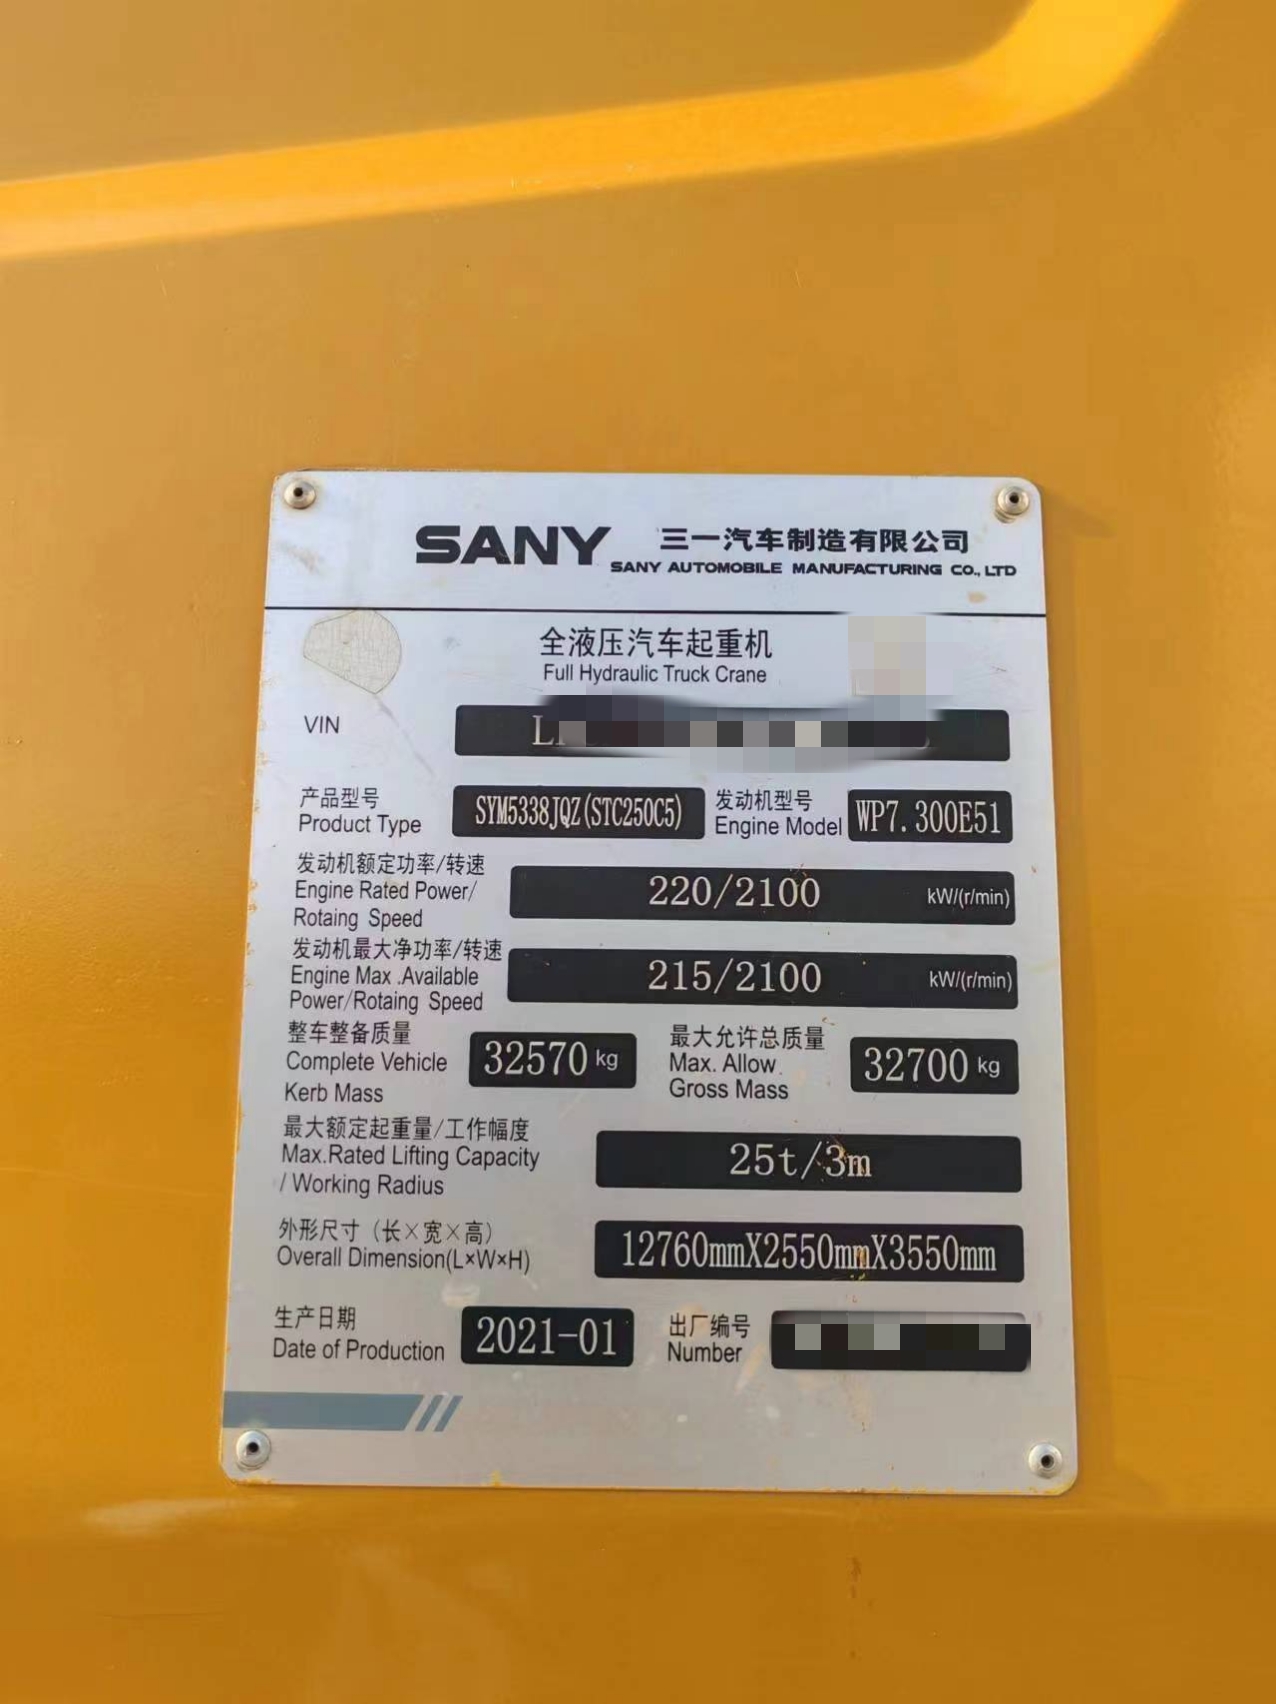 SANY 三一汽车制造有限公司
SANY AUTOMOBILE MANUFACTURING CO., LTD
全液压汽车起重机
Full Hydraulic Truck Crane
VIN
产品型号
Product Type
SYM5338JQZ(STC250C5)
发动机型号
Engine Model
WP7.300E51
发动机额定功率/转速
Engine Rated Power/
Rotaing Speed
220/2100 kW/(r/min)
发动机最大净功率/转速
Engine Max .Available
Power/Rotaing Speed
215/2100 kW/(r/min)
整车整备质量
Complete Vehicle
Kerb Mass
32570 kg
最大允许总质量
Max. Allow
Gross Mass
32700 kg
最大额定起重量/工作幅度
Max.Rated Lifting Capacity
/ Working Radius
25t/3m
外形尺寸（长×宽×高）
Overall Dimension(L×W×H)
12760mmX2550mmX3550mm
生产日期
Date of Production
2021-01
出厂编号
Number